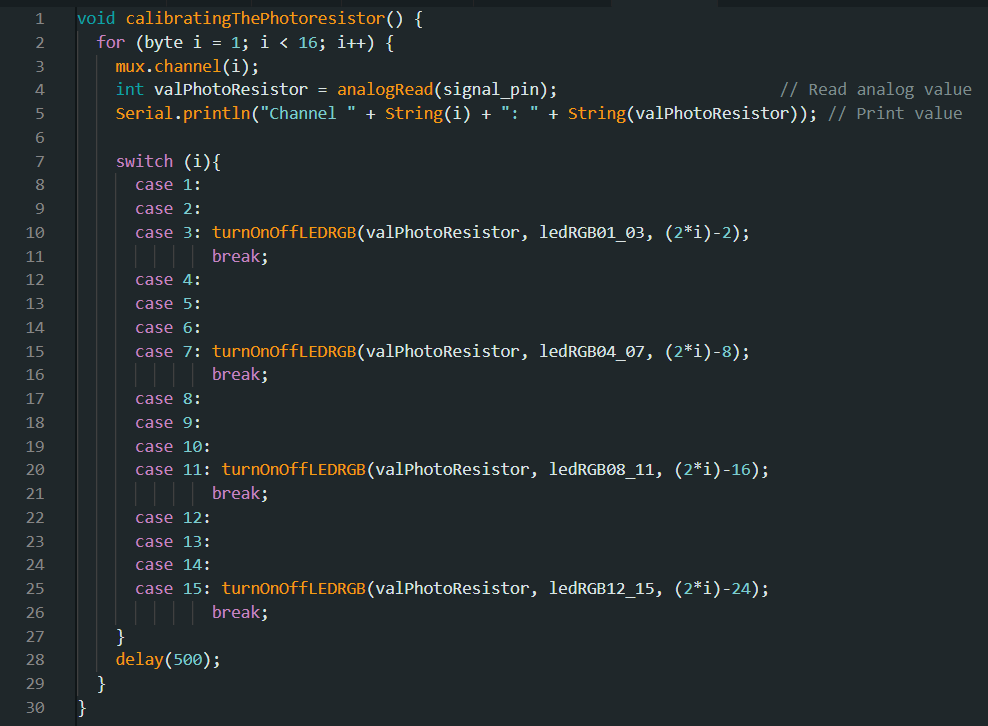 1 void calibratingThePhotoresistor() {
2   for (byte i = 1; i < 16; i++) {
3     mux.channel(i);
4     int valPhotoResistor = analogRead(signal_pin);                       // Read analog value
5     Serial.println("Channel " + String(i) + ": " + String(valPhotoResistor)); // Print value
6
7     switch (i){
8       case 1:
9       case 2:
10       case 3: turnOnOffLEDRGB(valPhotoResistor, ledRGB01_03, (2*i)-2);
11               break;
12       case 4:
13       case 5:
14       case 6:
15       case 7: turnOnOffLEDRGB(valPhotoResistor, ledRGB04_07, (2*i)-8);
16               break;
17       case 8:
18       case 9:
19       case 10:
20       case 11: turnOnOffLEDRGB(valPhotoResistor, ledRGB08_11, (2*i)-16);
21               break;
22       case 12:
23       case 13:
24       case 14:
25       case 15: turnOnOffLEDRGB(valPhotoResistor, ledRGB12_15, (2*i)-24);
26               break;
27     }
28     delay(500);
29   }
30 }